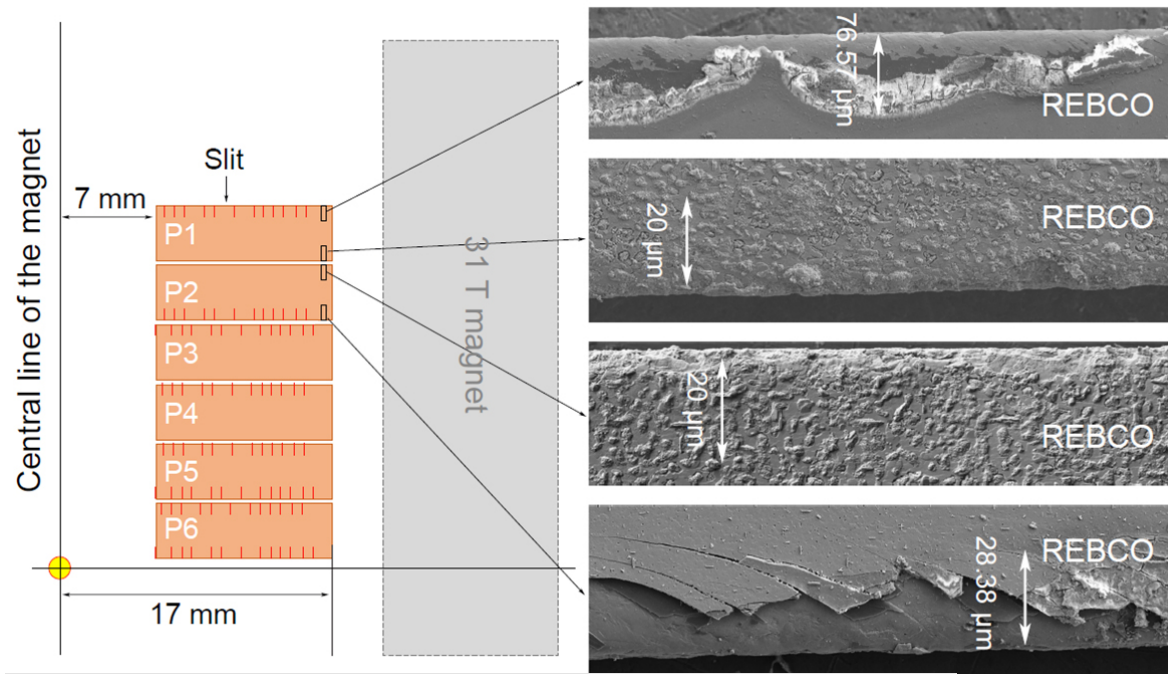 Central line of the magnet
7 mm
Slit
P1
P2
P3
P4
P5
P6
17 mm
31 T magnet
76.57 µm
REBCO
20 µm
REBCO
20 µm
REBCO
28.38 µm
REBCO